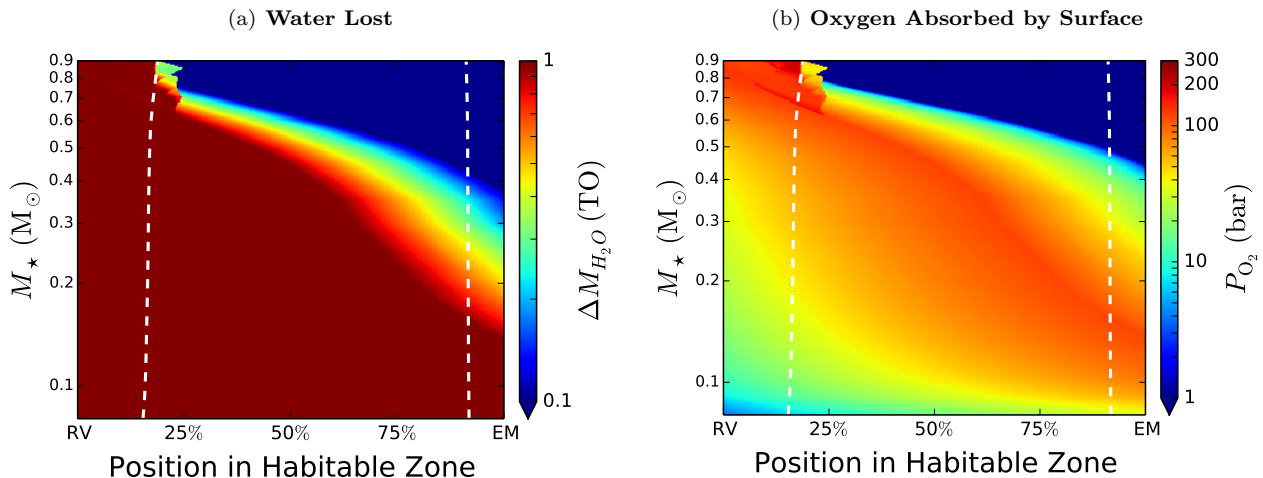 (a) Water Lost
0.9
0.8
0.7
0.6
0.5
0.4
0.3
0.2
0.1
M⋆ (M☉)
RV 25% 50% 75% EM
Position in Habitable Zone
1
0.1
ΔM_{H_2O} (TO)
(b) Oxygen Absorbed by Surface
0.9
0.8
0.7
0.6
0.5
0.4
0.3
0.2
0.1
M⋆ (M☉)
RV 25% 50% 75% EM
Position in Habitable Zone
300
200
100
10
1
P_{O_2} (bar)